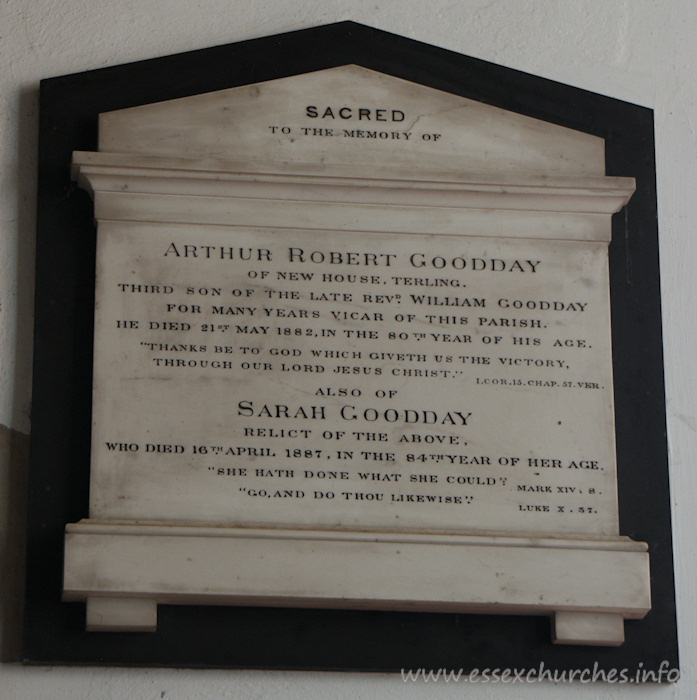 SACRED
TO THE MEMORY OF
ARTHUR ROBERT GOODDAY
OF NEW HOUSE, TERLING.
THIRD SON OF THE LATE REVD. WILLIAM GOODDAY
FOR MANY YEARS VICAR OF THIS PARISH.
HE DIED 21ST MAY 1882, IN THE 80TH YEAR OF HIS AGE.
"THANKS BE TO GOD WHICH GIVETH US THE VICTORY,
THROUGH OUR LORD JESUS CHRIST." I.COR.15.CHAP.57.VER.
ALSO OF
SARAH GOODDAY
RELICT OF THE ABOVE,
WHO DIED 16TH APRIL 1887, IN THE 84TH YEAR OF HER AGE.
"SHE HATH DONE WHAT SHE COULD". MARK XIV. 8.
"GO, AND DO THOU LIKEWISE". LUKE X. 37.
www.essexchurches.info